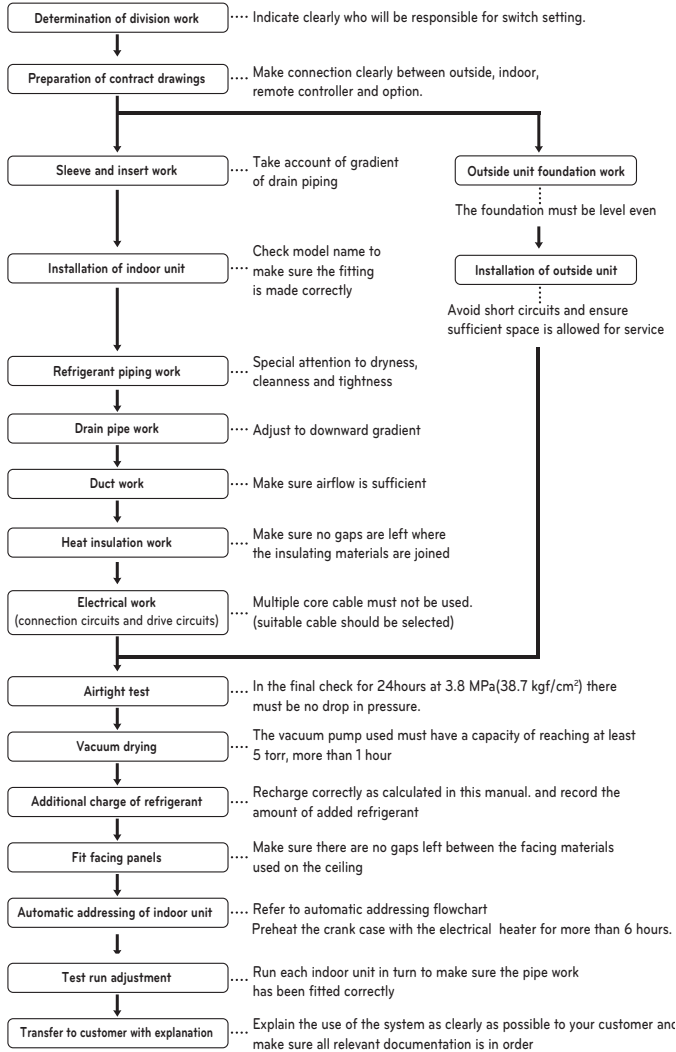 Determination of division work
Indicate clearly who will be responsible for switch setting.
Preparation of contract drawings
Make connection clearly between outside, indoor,
remote controller and option.
Sleeve and insert work
Take account of gradient
of drain piping
Outside unit foundation work
The foundation must be level even
Installation of indoor unit
Check model name to
make sure the fitting
is made correctly
Installation of outside unit
Avoid short circuits and ensure
sufficient space is allowed for service
Refrigerant piping work
Special attention to dryness,
cleanness and tightness
Drain pipe work
Adjust to downward gradient
Duct work
Make sure airflow is sufficient
Heat insulation work
Make sure no gaps are left where
the insulating materials are joined
Electrical work
(connection circuits and drive circuits)
Multiple core cable must not be used.
(suitable cable should be selected)
Airtight test
In the final check for 24hours at 3.8 MPa(38.7 kgf/cm²) there
must be no drop in pressure.
Vacuum drying
The vacuum pump used must have a capacity of reaching at least
5 torr, more than 1 hour
Additional charge of refrigerant
Recharge correctly as calculated in this manual. and record the
amount of added refrigerant
Fit facing panels
Make sure there are no gaps left between the facing materials
used on the ceiling
Automatic addressing of indoor unit
Refer to automatic addressing flowchart
Preheat the crank case with the electrical heater for more than 6 hours.
Test run adjustment
Run each indoor unit in turn to make sure the pipe work
has been fitted correctly
Transfer to customer with explanation
Explain the use of the system as clearly as possible to your customer and
make sure all relevant documentation is in order